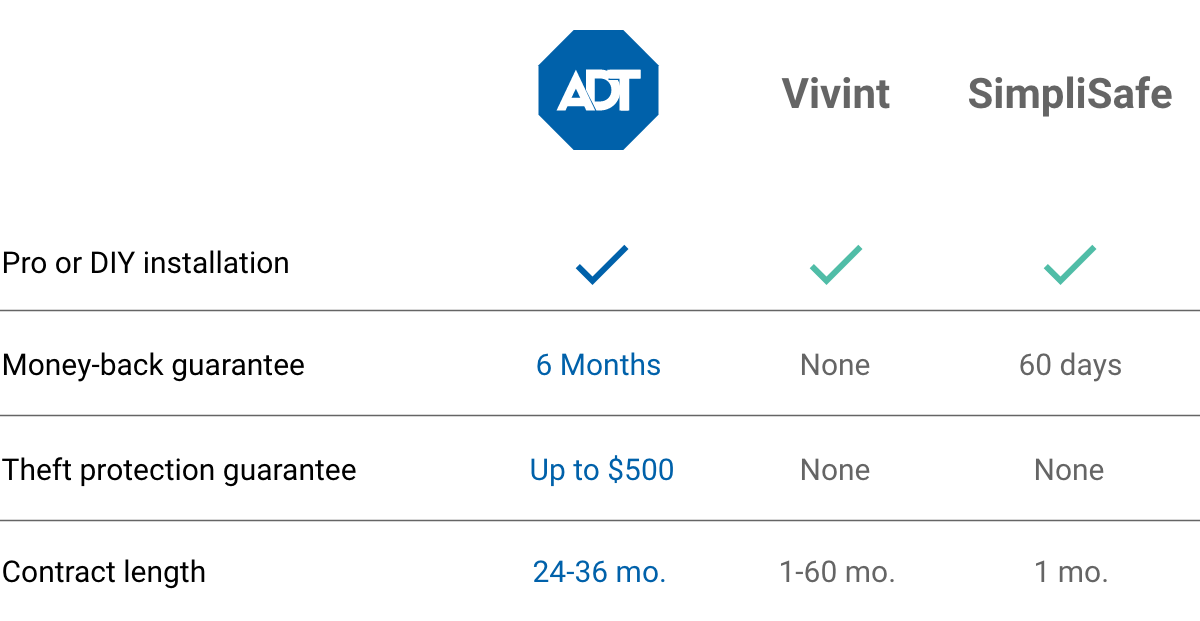 ADT Vivint SimpliSafe
Pro or DIY installation
Money-back guarantee 6 Months None 60 days
Theft protection guarantee Up to $500 None None
Contract length 24-36 mo. 1-60 mo. 1 mo.